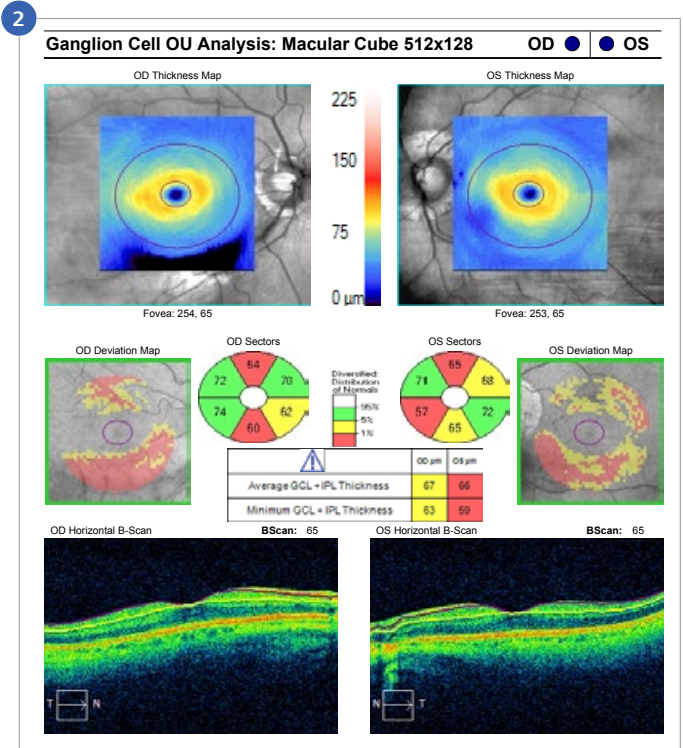 2
Ganglion Cell OU Analysis: Macular Cube 512x128 OD OS
OD Thickness Map
OS Thickness Map
225
150
75
0 µm
Fovea: 254, 65
Fovea: 253, 65
OD Deviation Map
OD Sectors
OS Sectors
OS Deviation Map
64
72 70
74 62
60
Diversified:
Distribution
of Normals
95%
5%
1%
65
71 68
57 72
65
OD µm OS µm
Average GCL + IPL Thickness 67 66
Minimum GCL + IPL Thickness 63 59
OD Horizontal B-Scan BScan: 65
OS Horizontal B-Scan BScan: 65
T N
N T